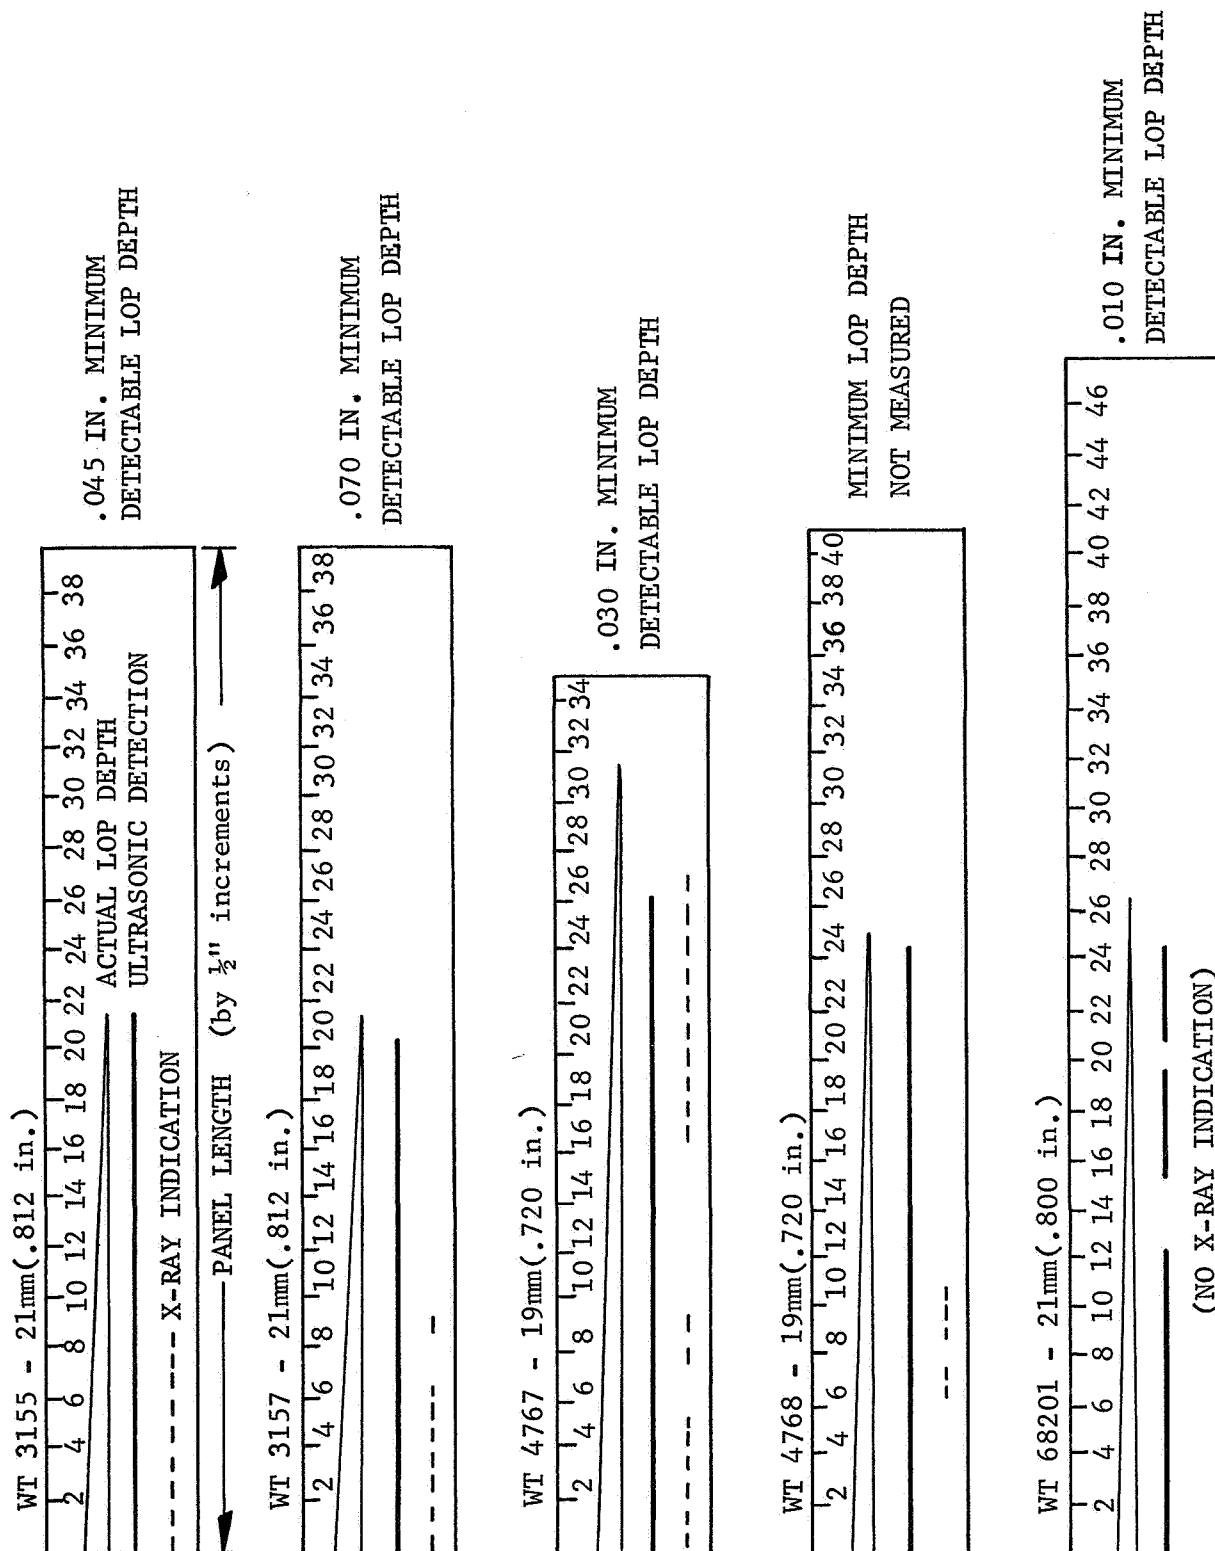 WT 3155 - 21mm(.812 in.)
2 4 6 8 10 12 14 16 18 20 22 24 26 28 30 32 34 36 38
ACTUAL LOP DEPTH
ULTRASONIC DETECTION
X-RAY INDICATION
PANEL LENGTH (by ½" increments)
.045 IN. MINIMUM
DETECTABLE LOP DEPTH
WT 3157 - 21mm(.812 in.)
2 4 6 8 10 12 14 16 18 20 22 24 26 28 30 32 34 36 38
.070 IN. MINIMUM
DETECTABLE LOP DEPTH
WT 4767 - 19mm(.720 in.)
2 4 6 8 10 12 14 16 18 20 22 24 26 28 30 32 34
.030 IN. MINIMUM
DETECTABLE LOP DEPTH
WT 4768 - 19mm(.720 in.)
2 4 6 8 10 12 14 16 18 20 22 24 26 28 30 32 34 36 38 40
MINIMUM LOP DEPTH
NOT MEASURED
WT 68201 - 21mm(.800 in.)
2 4 6 8 10 12 14 16 18 20 22 24 26 28 30 32 34 36 38 40 42 44 46
(NO X-RAY INDICATION)
.010 IN. MINIMUM
DETECTABLE LOP DEPTH